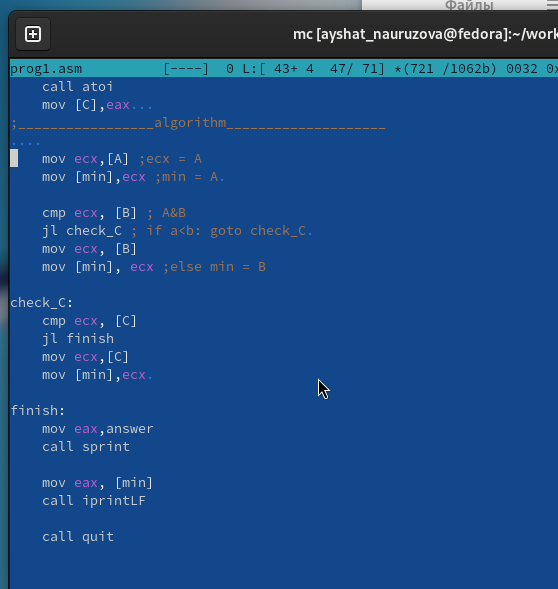 Файлы
mc [ayshat_nauruzova@fedora]:~/work
prog1.asm [----] 0 L:[ 43+ 4 47/ 71] *(721 /1062b) 0032 0x
call atoi
mov [C],eax...
;_________________algorithm____________________
....
mov ecx,[A] ;ecx = A
mov [min],ecx ;min = A.
cmp ecx, [B] ; A&B
jl check_C ; if a<b: goto check_C.
mov ecx, [B]
mov [min], ecx ;else min = B
check_C:
cmp ecx, [C]
jl finish
mov ecx,[C]
mov [min],ecx.
finish:
mov eax,answer
call sprint
mov eax, [min]
call iprintLF
call quit